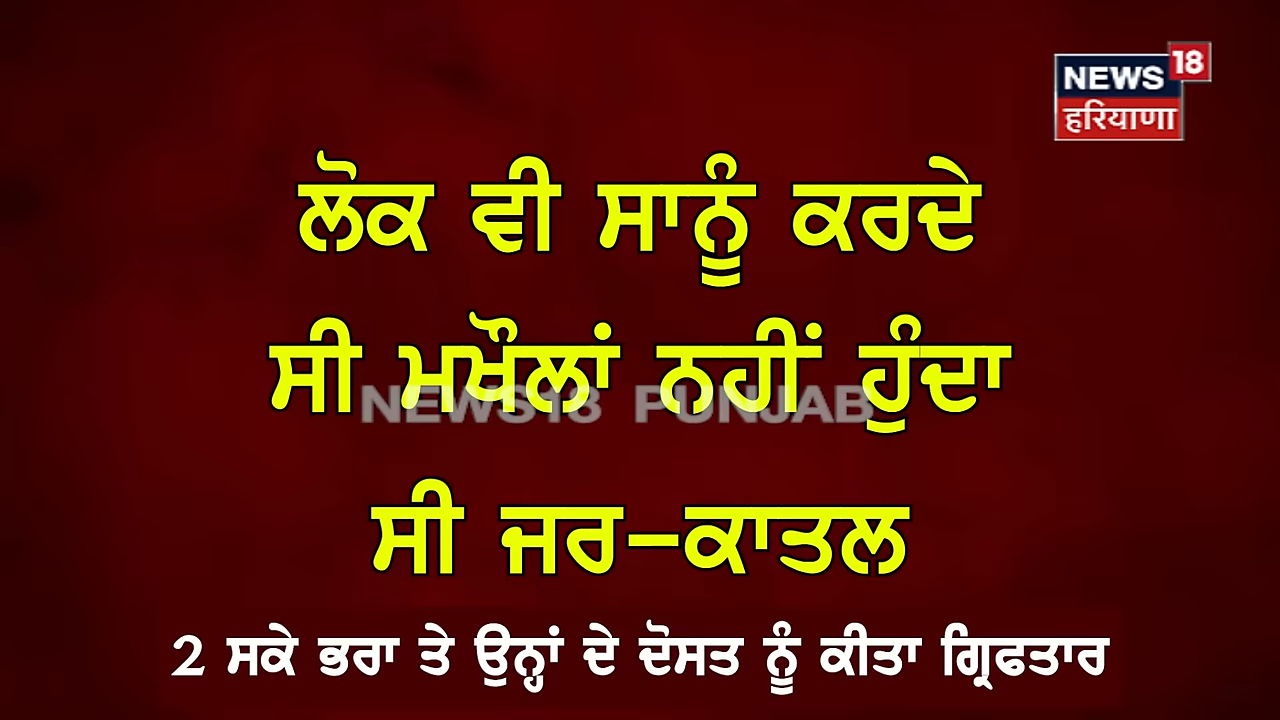 NEWS 18
हरियाणा
ਲੋਕ ਵੀ ਸਾਨੂੰ ਕਰਦੇ
ਸੀ ਮਖੌਲਾਂ ਨਹੀਂ ਹੁੰਦਾ
NEWS18 PUNJAB
ਸੀ ਜਰ-ਕਾਤਲ
2 ਸਕੇ ਭਰਾ ਤੇ ਉਨ੍ਹਾਂ ਦੇ ਦੋਸਤ ਨੂੰ ਕੀਤਾ ਗ੍ਰਿਫਤਾਰ